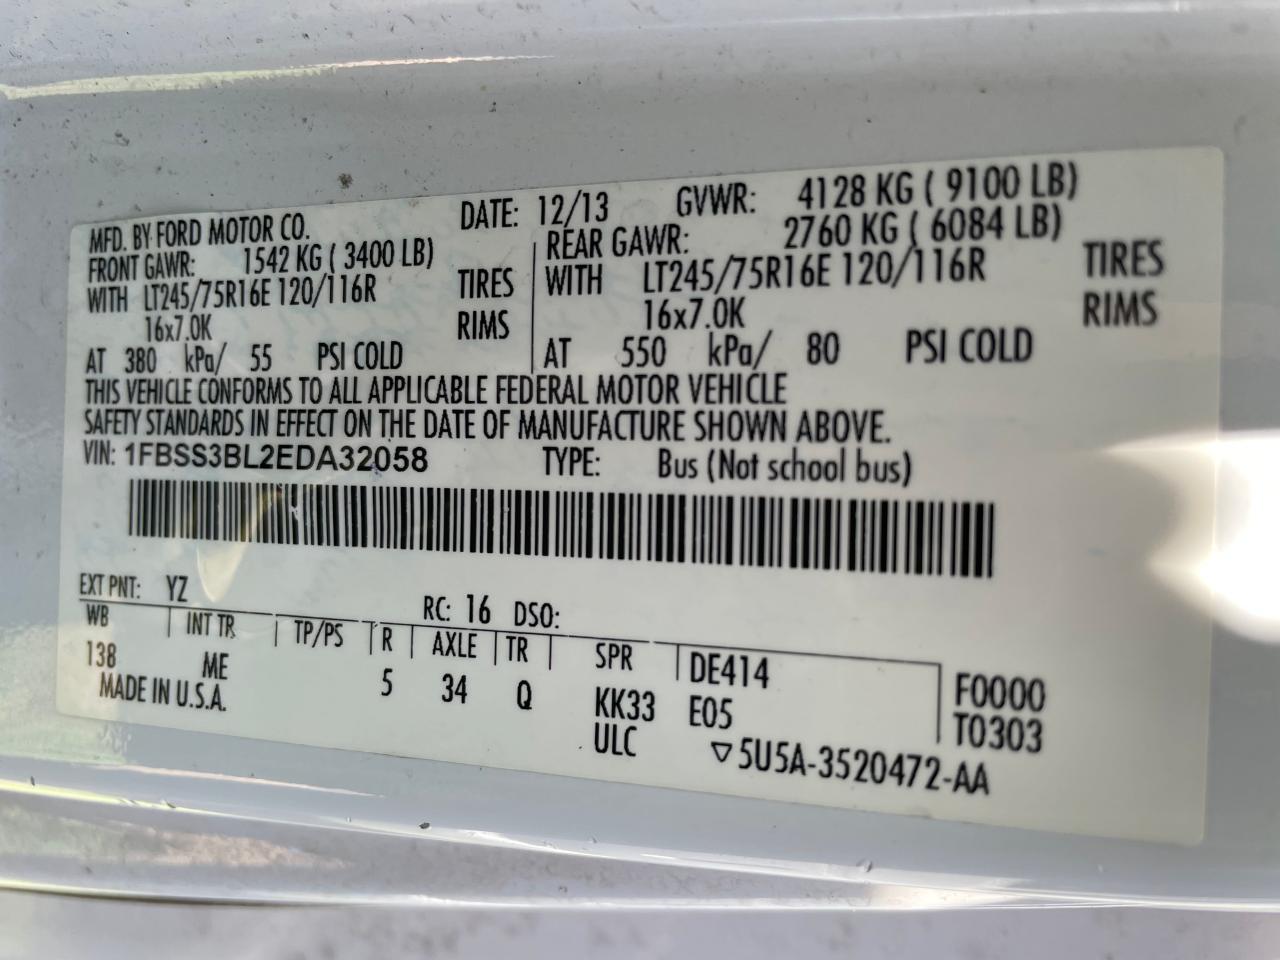 MFD. BY FORD MOTOR CO. DATE: 12/13 GVWR: 4128 KG ( 9100 LB)
FRONT GAWR: 1542 KG ( 3400 LB) REAR GAWR: 2760 KG ( 6084 LB)
WITH LT245/75R16E 120/116R TIRES WITH LT245/75R16E 120/116R TIRES
16x7.0K RIMS 16x7.0K RIMS
AT 380 kPa/ 55 PSI COLD AT 550 kPa/ 80 PSI COLD
THIS VEHICLE CONFORMS TO ALL APPLICABLE FEDERAL MOTOR VEHICLE
SAFETY STANDARDS IN EFFECT ON THE DATE OF MANUFACTURE SHOWN ABOVE.
VIN: 1FBSS3BL2EDA32058 TYPE: Bus (Not school bus)
EXT PNT: YZ RC: 16 DSO:
WB INT TR TP/PS R AXLE TR SPR DE414 F0000
138 ME 5 34 Q KK33 E05 T0303
MADE IN U.S.A. ULC ▽5U5A-3520472-AA